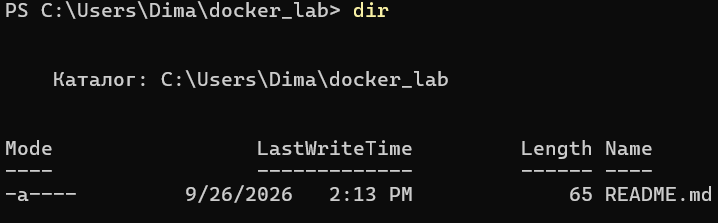 PS C:\Users\Dima\docker_lab> dir
Каталог: C:\Users\Dima\docker_lab
Mode LastWriteTime Length Name
---- ------------- ------ ----
-a---- 9/26/2026 2:13 PM 65 README.md